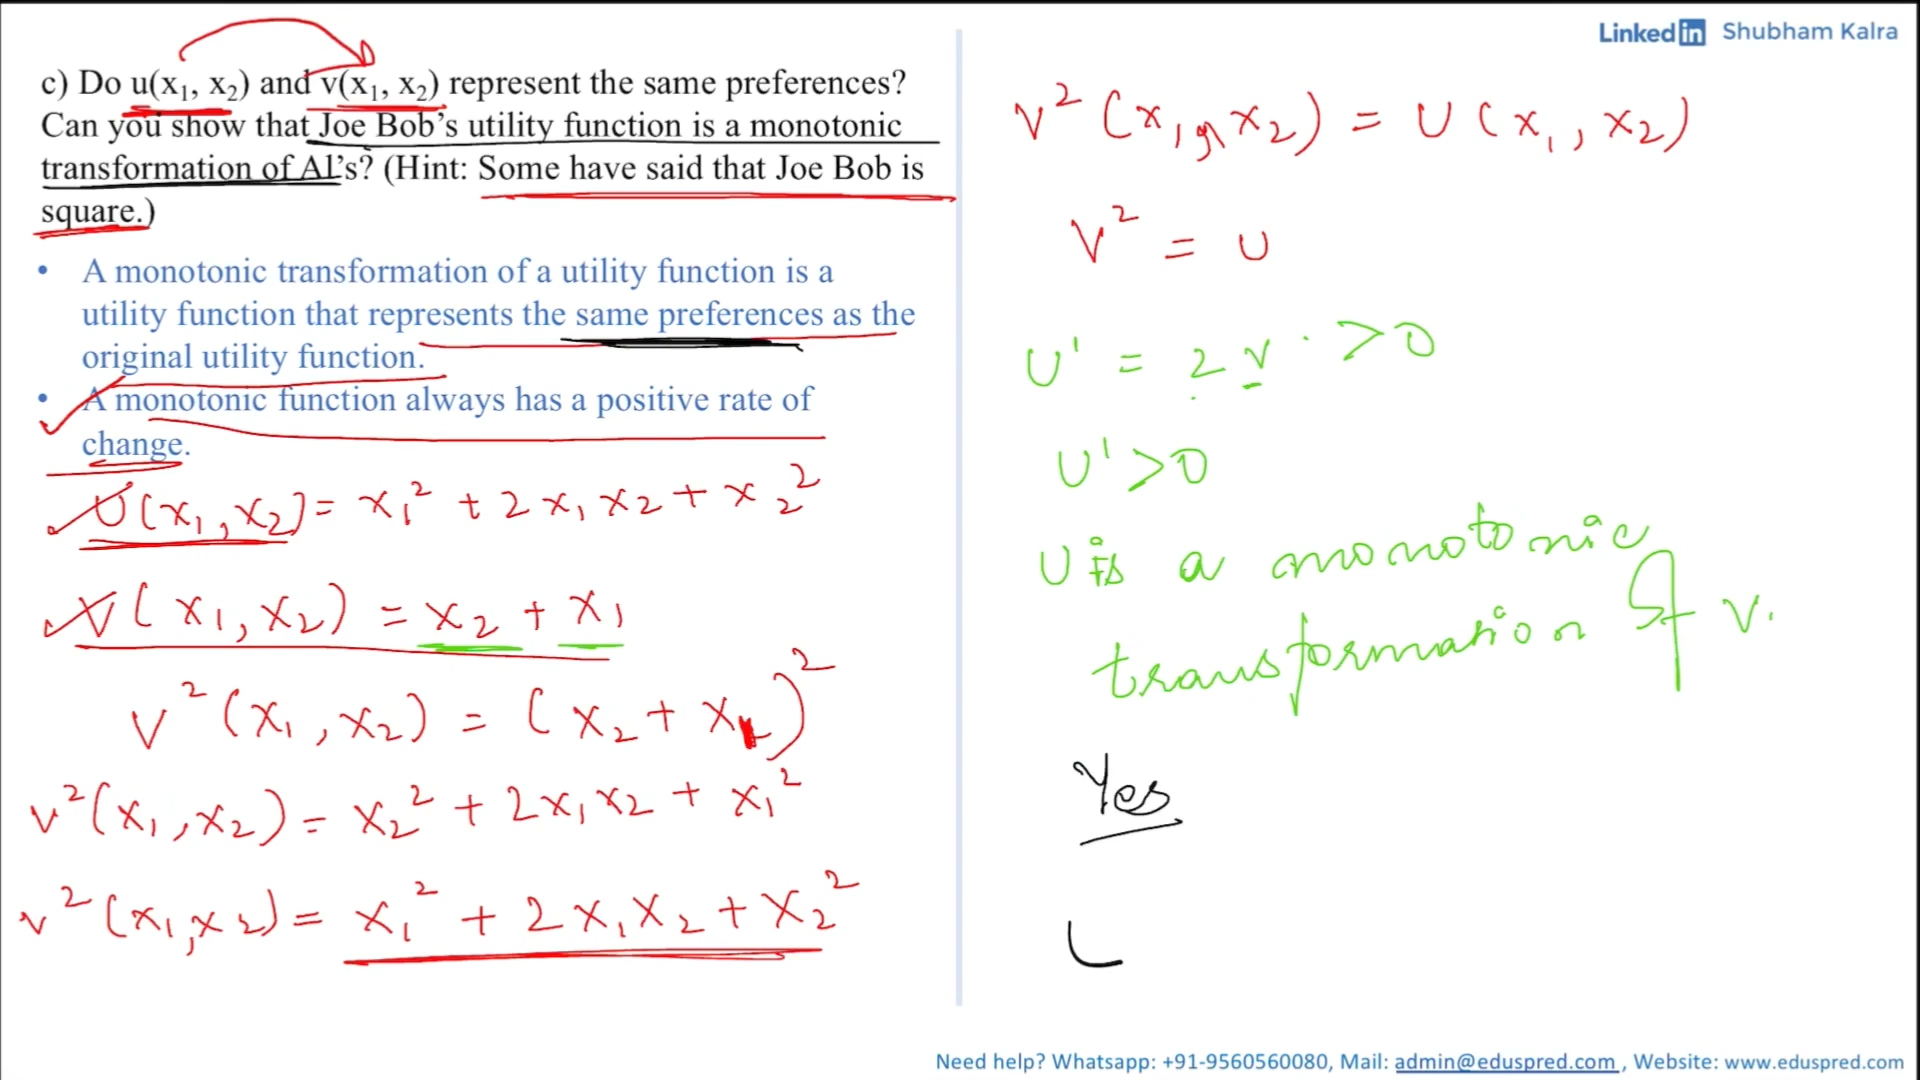 Linked in Shubham Kalra
c) Do u(x₁, x₂) and v(x₁, x₂) represent the same preferences?
Can you show that Joe Bob's utility function is a monotonic
transformation of Al's? (Hint: Some have said that Joe Bob is
square.)
• A monotonic transformation of a utility function is a
utility function that represents the same preferences as the
original utility function.
• A monotonic function always has a positive rate of
change.
U(x₁, x₂) = x₁² + 2x₁x₂ + x₂²
V(x₁, x₂) = x₂ + x₁
V²(x₁, x₂) = (x₂ + x₁)²
v²(x₁, x₂) = x₂² + 2x₁x₂ + x₁²
v²(x₁, x₂) = x₁² + 2x₁x₂ + x₂²
V²(x₁, x₂) = U(x₁, x₂)
V² = U
U' = 2v · > 0
U' > 0
U is a monotonic
transformation of V.
Yes
Need help? Whatsapp: +91-9560560080, Mail: admin@eduspred.com , Website: www.eduspred.com